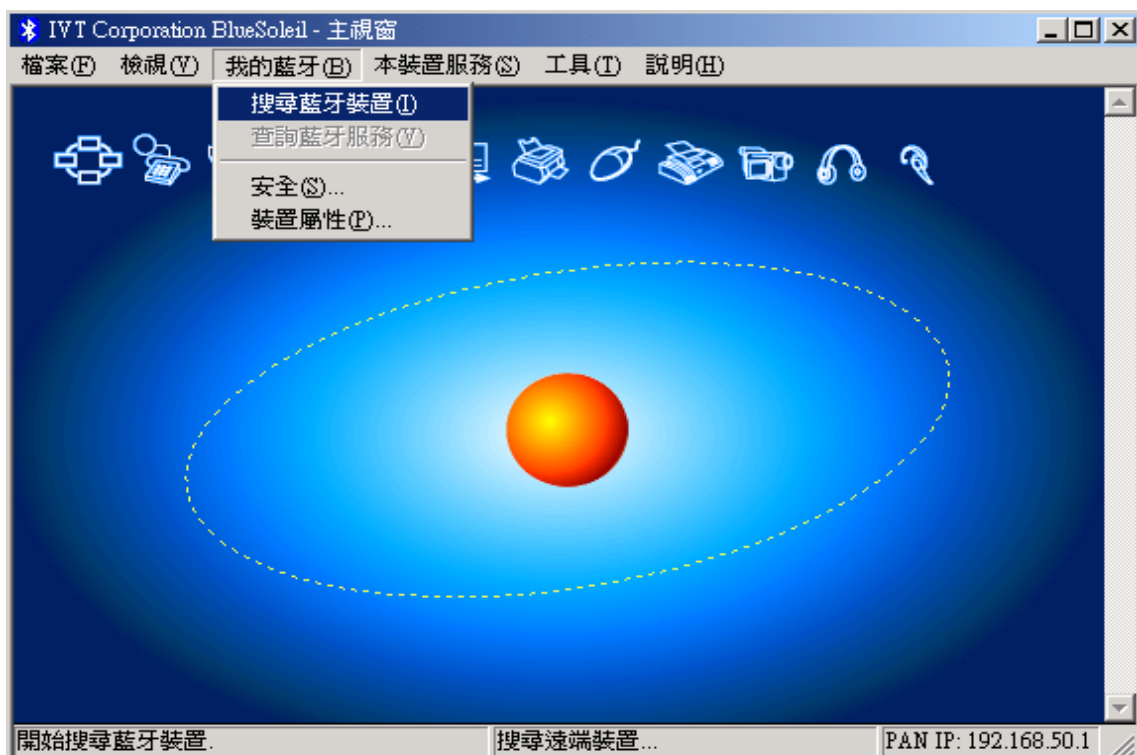 IVT Corporation BlueSoleil - 主視窗
檔案(F) 檢視(V) 我的藍牙(B) 本裝置服務(S) 工具(T) 說明(H)
搜尋藍牙裝置(I)
查詢藍牙服務(V)
安全(S)...
裝置屬性(P)...
開始搜尋藍牙裝置. 搜尋遠端裝置... PAN IP: 192.168.50.1